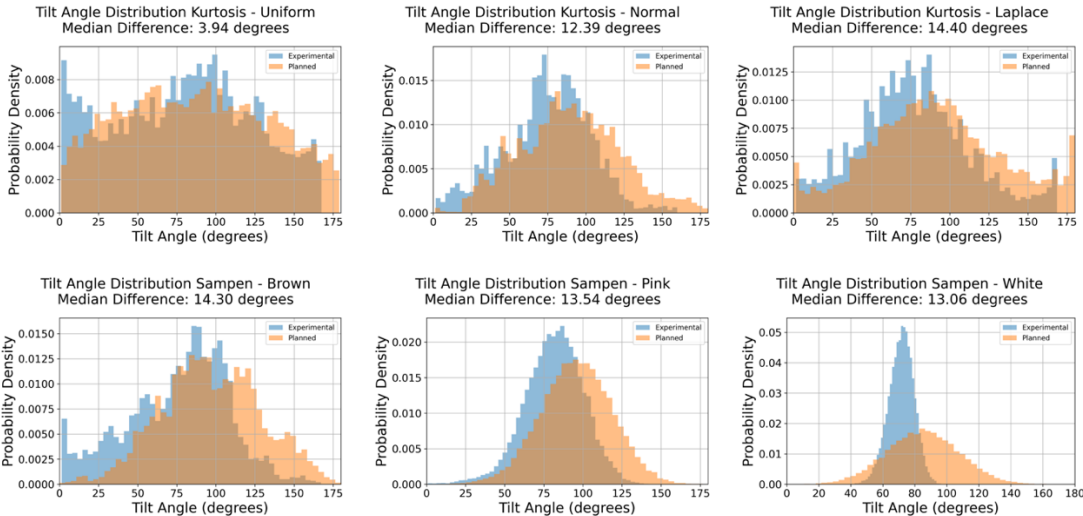 Tilt Angle Distribution Kurtosis - Uniform
Median Difference: 3.94 degrees
Experimental
Planned
0.008
0.006
0.004
0.002
0.000
Probability Density
0 25 50 75 100 125 150 175
Tilt Angle (degrees)
Tilt Angle Distribution Kurtosis - Normal
Median Difference: 12.39 degrees
Experimental
Planned
0.015
0.010
0.005
0.000
Probability Density
0 25 50 75 100 125 150 175
Tilt Angle (degrees)
Tilt Angle Distribution Kurtosis - Laplace
Median Difference: 14.40 degrees
Experimental
Planned
0.0125
0.0100
0.0075
0.0050
0.0025
0.0000
Probability Density
0 25 50 75 100 125 150 175
Tilt Angle (degrees)
Tilt Angle Distribution Sampen - Brown
Median Difference: 14.30 degrees
Experimental
Planned
0.0150
0.0125
0.0100
0.0075
0.0050
0.0025
0.0000
Probability Density
0 25 50 75 100 125 150 175
Tilt Angle (degrees)
Tilt Angle Distribution Sampen - Pink
Median Difference: 13.54 degrees
Experimental
Planned
0.020
0.015
0.010
0.005
0.000
Probability Density
0 25 50 75 100 125 150 175
Tilt Angle (degrees)
Tilt Angle Distribution Sampen - White
Median Difference: 13.06 degrees
Experimental
Planned
0.05
0.04
0.03
0.02
0.01
0.00
Probability Density
0 20 40 60 80 100 120 140 160 180
Tilt Angle (degrees)